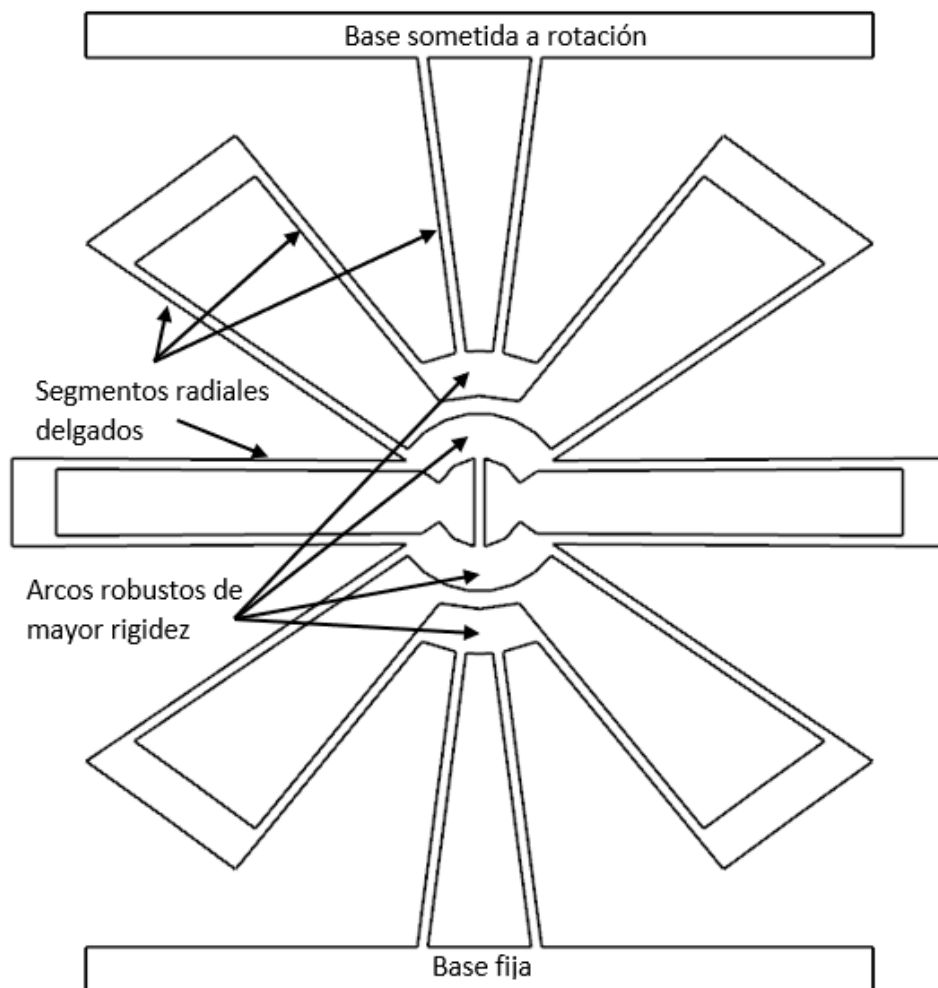 Base sometida a rotación
Segmentos radiales
delgados
Arcos robustos de
mayor rigidez
Base fija